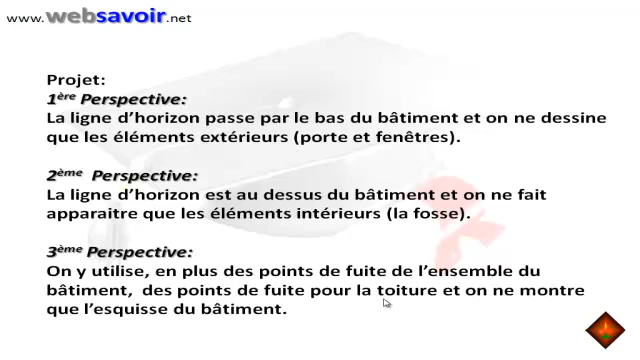 www.websavoir.net
Projet:
1ère Perspective:
La ligne d'horizon passe par le bas du bâtiment et on ne dessine
que les éléments extérieurs (porte et fenêtres).
2ème Perspective:
La ligne d'horizon est au dessus du bâtiment et on ne fait
apparaitre que les éléments intérieurs (la fosse).
3ème Perspective:
On y utilise, en plus des points de fuite de l'ensemble du
bâtiment, des points de fuite pour la toiture et on ne montre
que l'esquisse du bâtiment.